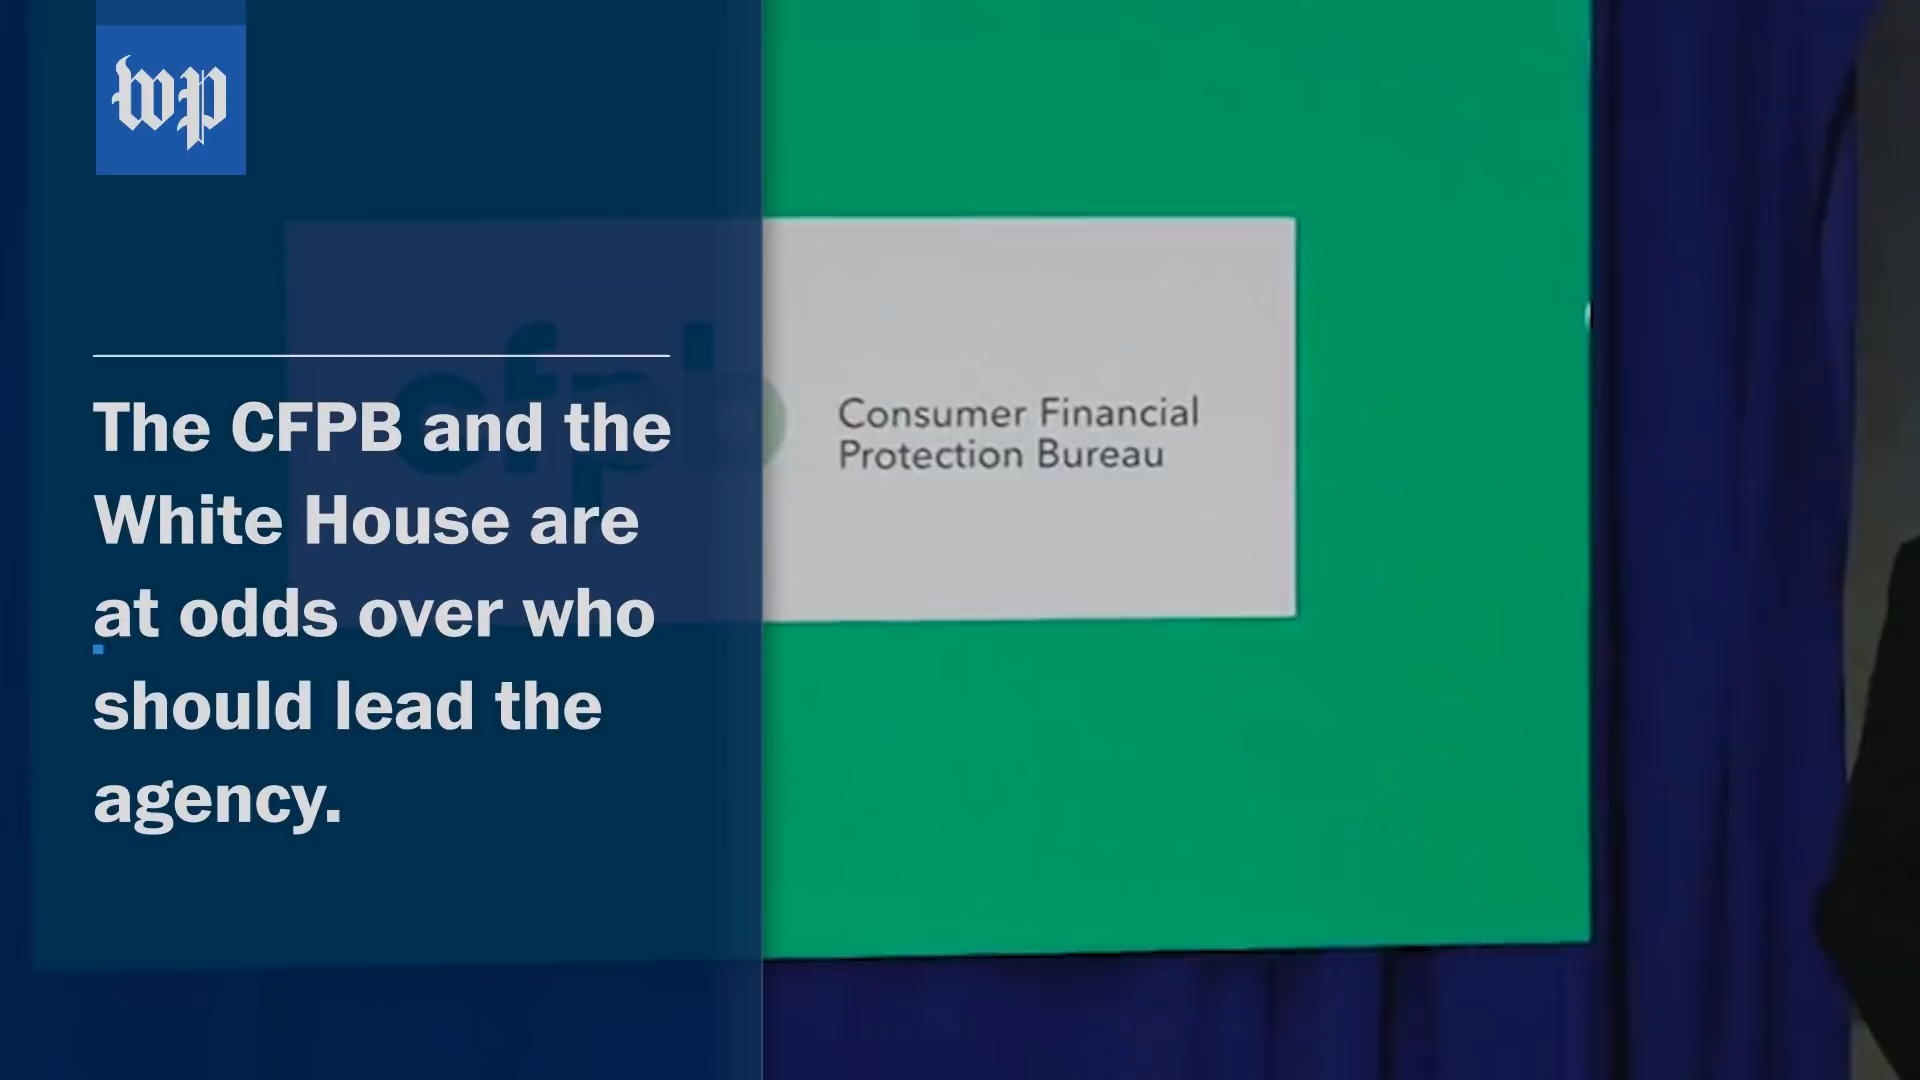 wp
The CFPB and the
White House are
at odds over who
should lead the
agency.
cfpb
Consumer Financial
Protection Bureau